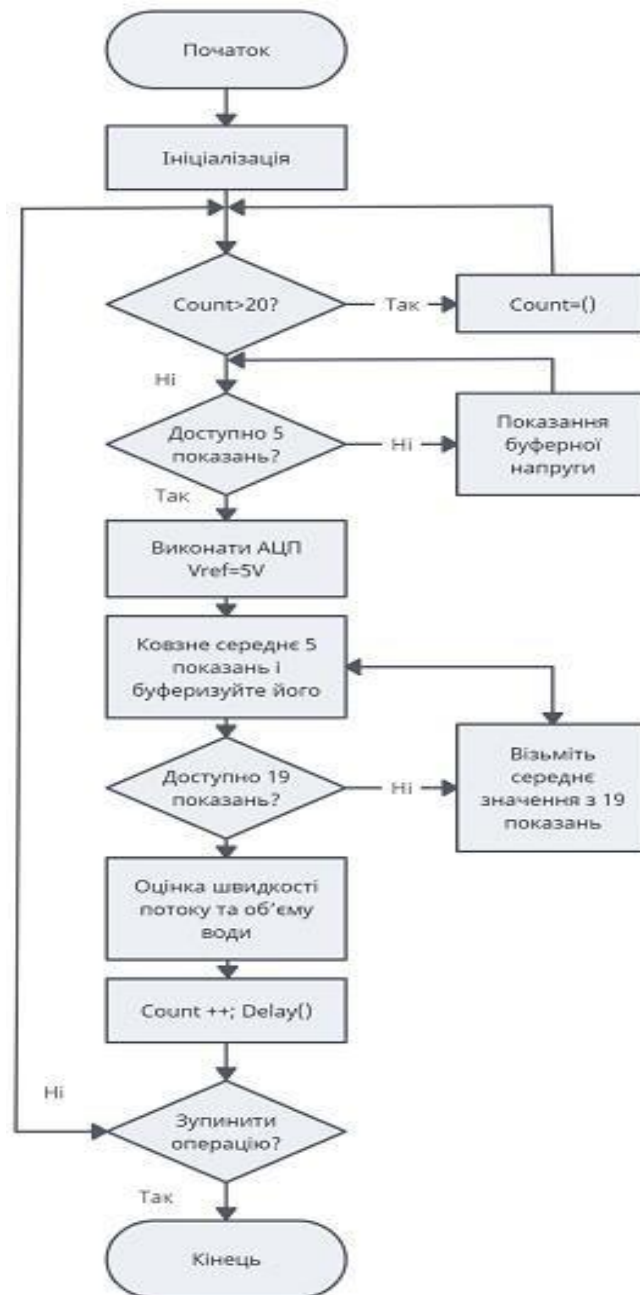 Початок
Ініціалізація
Count>20?
Так
Count=()
Ні
Доступно 5
показань?
Ні
Показання
буферної
напруги
Так
Виконати АЦП
Vref=5V
Ковзне середнє 5
показань і
буферизуйте його
Доступно 19
показань?
Ні
Візьміть
середнє
значення з 19
показань
Оцінка швидкості
потоку та об’єму
води
Count ++; Delay()
Ні
Зупинити
операцію?
Так
Кінець